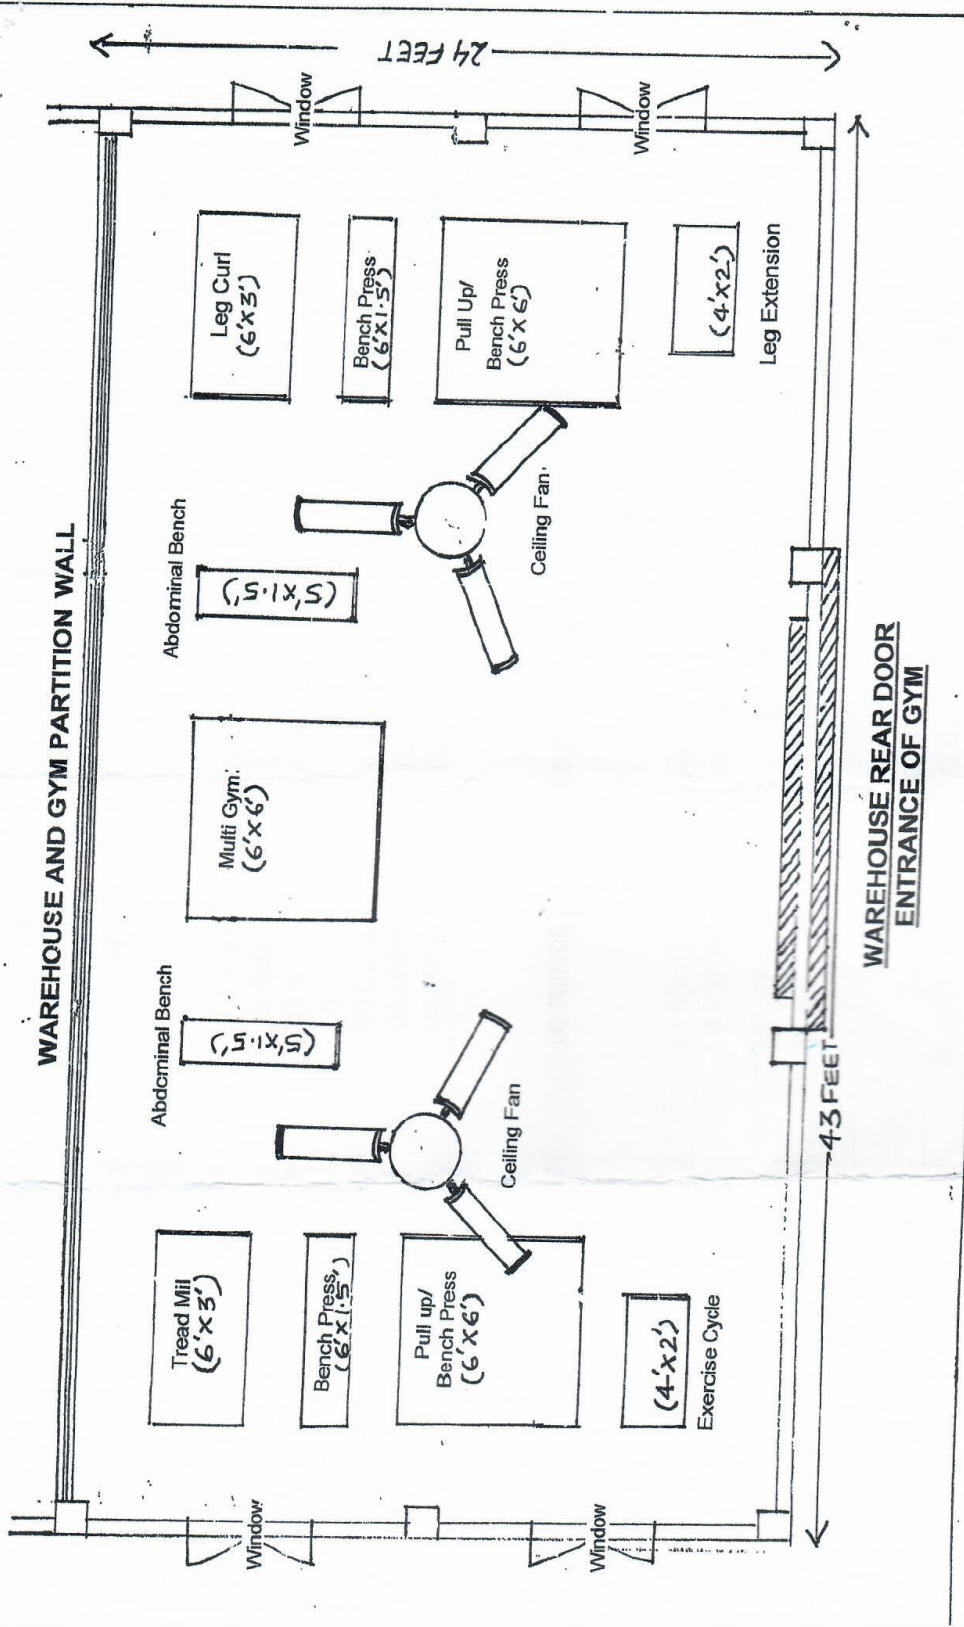 24 FEET
WAREHOUSE AND GYM PARTITION WALL
Window
Window
Leg Curl
(6'X3')
Bench Press
(6'X1.5')
Pull Up/
Bench Press
(6'X6')
(4'X2')
Leg Extension
Abdominal Bench
(5'X1.5')
Ceiling Fan
Multi Gym
(6'X6')
Abdominal Bench
(5'X1.5')
Ceiling Fan
Tread Mil
(6'X3')
Bench Press
(6'X1.5')
Pull up/
Bench Press
(6'X6')
(4'X2')
Exercise Cycle
Window
Window
43 FEET
WAREHOUSE REAR DOOR
ENTRANCE OF GYM